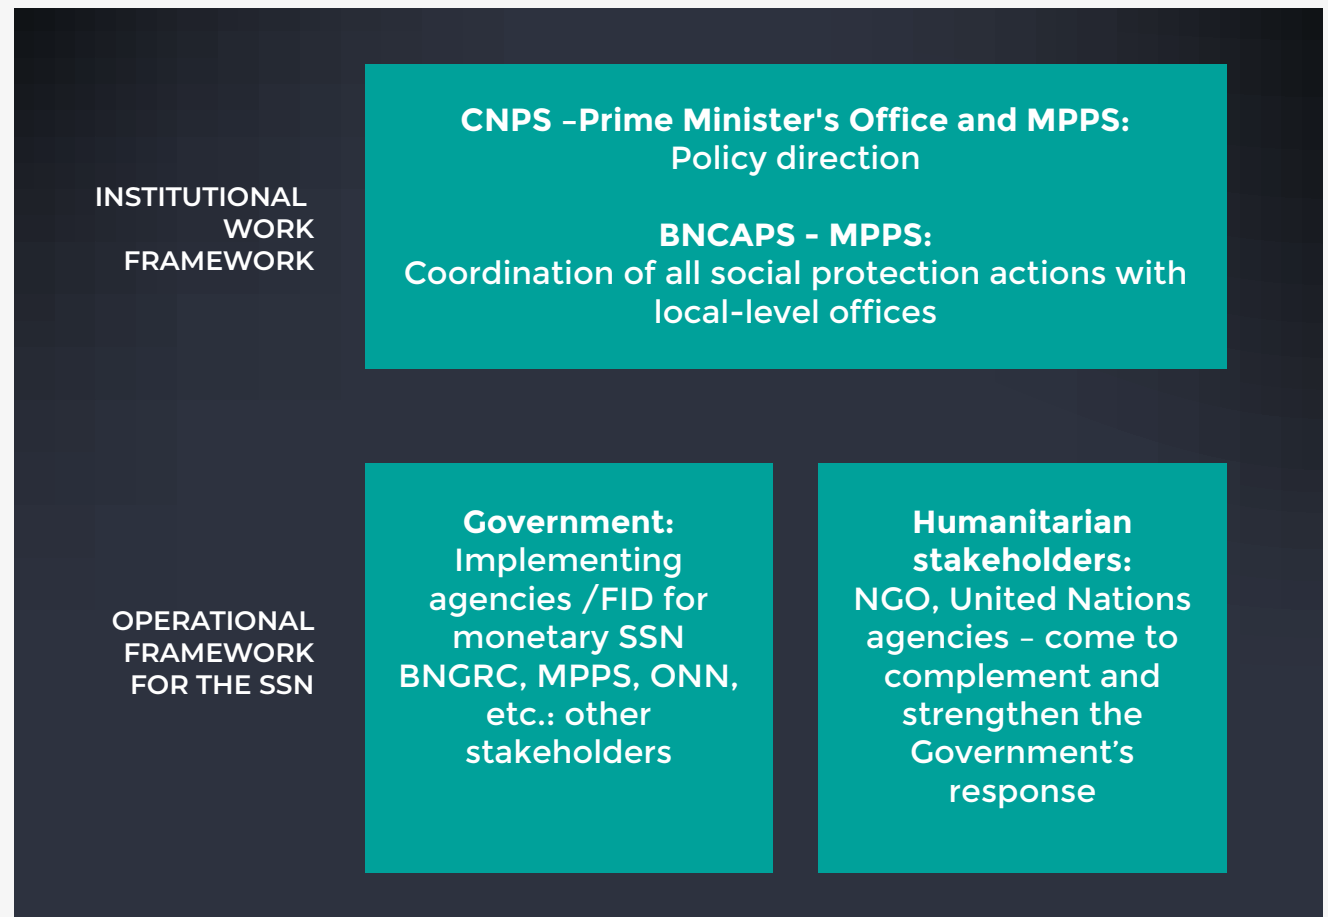 INSTITUTIONAL
WORK
FRAMEWORK
CNPS –Prime Minister's Office and MPPS:
Policy direction
BNCAPS - MPPS:
Coordination of all social protection actions with
local-level offices
OPERATIONAL
FRAMEWORK
FOR THE SSN
Government:
Implementing
agencies /FID for
monetary SSN
BNGRC, MPPS, ONN,
etc.: other
stakeholders
Humanitarian
stakeholders:
NGO, United Nations
agencies – come to
complement and
strengthen the
Government’s
response